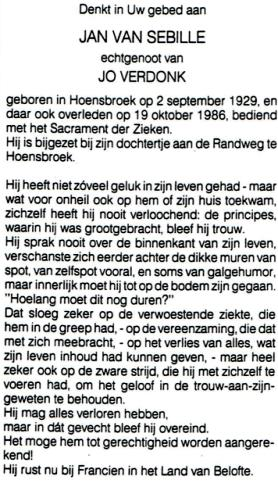 Denkt in Uw gebed aan
JAN VAN SEBILLE
echtgenoot van
JO VERDONK
geboren in Hoensbroek op 2 september 1929, en
daar ook overleden op 19 oktober 1986, bediend
met het Sacrament der Zieken.
Hij is bijgezet bij zijn dochtertje aan de Randweg te
Hoensbroek.
Hij heeft niet zóveel geluk in zijn leven gehad - maar
wat voor onheil ook op hem of zijn huis toekwam,
zichzelf heeft hij nooit verloochend: de principes,
waarin hij was grootgebracht, bleef hij trouw.
Hij sprak nooit over de binnenkant van zijn leven,
verschanste zich eerder achter de dikke muren van
spot, van zelfspot vooral, en soms van galgehumor,
maar innerlijk moet hij tot op de bodem zijn gegaan.
"Hoelang moet dit nog duren?"
Dat sloeg zeker op de verwoestende ziekte, die
hem in de greep had, - op de vereenzaming, die dat
met zich meebracht, - op het verlies van alles, wat
zijn leven inhoud had kunnen geven, - maar heel
zeker ook op de zware strijd, die hij met zichzelf te
voeren had, om het geloof in de trouw-aan-zijn-
geweten te behouden.
Hij mag alles verloren hebben,
maar in dát gevecht bleef hij overeind.
Het moge hem tot gerechtigheid worden aangere-
kend!
Hij rust nu bij Francien in het Land van Belofte.